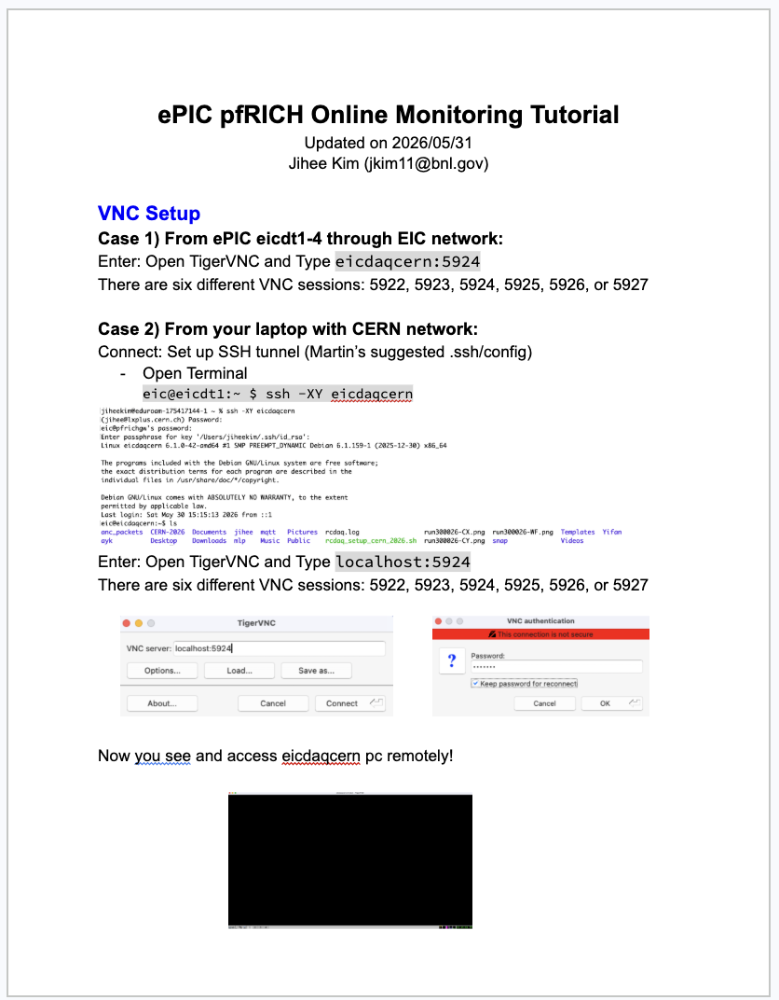 ePIC pfRICH Online Monitoring Tutorial
Updated on 2026/05/31
Jihee Kim (jkim11@bnl.gov)
VNC Setup
Case 1) From ePIC eicdt1-4 through EIC network:
Enter: Open TigerVNC and Type eicdaqcern:5924
There are six different VNC sessions: 5922, 5923, 5924, 5925, 5926, or 5927
Case 2) From your laptop with CERN network:
Connect: Set up SSH tunnel (Martin’s suggested .ssh/config)
- Open Terminal
eic@eicdt1:~ $ ssh -XY eicdaqcern
jiheekim@eduroam-175417144-1 ~ % ssh -XY eicdaqcern
(jihee@lxplus.cern.ch) Password:
eic@pfrichgw's password:
Enter passphrase for key '/Users/jiheekim/.ssh/id_rsa':
Linux eicdaqcern 6.1.0-42-amd64 #1 SMP PREEMPT_DYNAMIC Debian 6.1.159-1 (2025-12-30) x86_64
The programs included with the Debian GNU/Linux system are free software;
the exact distribution terms for each program are described in the
individual files in /usr/share/doc/*/copyright.
Debian GNU/Linux comes with ABSOLUTELY NO WARRANTY, to the extent
permitted by applicable law.
Last login: Sat May 30 15:15:13 2026 from ::1
eic@eicdaqcern:~$ ls
anc_packets CERN-2026 Documents jihee mqtt Pictures rcdaq.log run300026-CX.png run300026-WF.png Templates Yifan
ayk Desktop Downloads mlp Music Public rcdaq_setup_cern_2026.sh run300026-CY.png snap Videos
Enter: Open TigerVNC and Type localhost:5924
There are six different VNC sessions: 5922, 5923, 5924, 5925, 5926, or 5927
TigerVNC
VNC server: localhost:5924
Options... Load... Save as...
About... Cancel Connect
VNC authentication
This connection is not secure
?
Password:
•••••••
Keep password for reconnect
Cancel OK
Now you see and access eicdaqcern pc remotely!